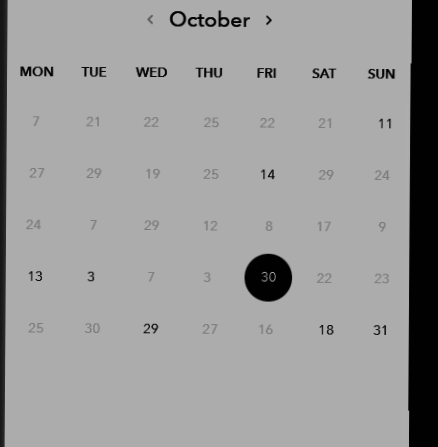 ‹ October ›
MON TUE WED THU FRI SAT SUN
7 21 22 25 22 21 11
27 29 19 25 14 29 24
24 7 29 12 8 17 9
13 3 7 3 30 22 23
25 30 29 27 16 18 31